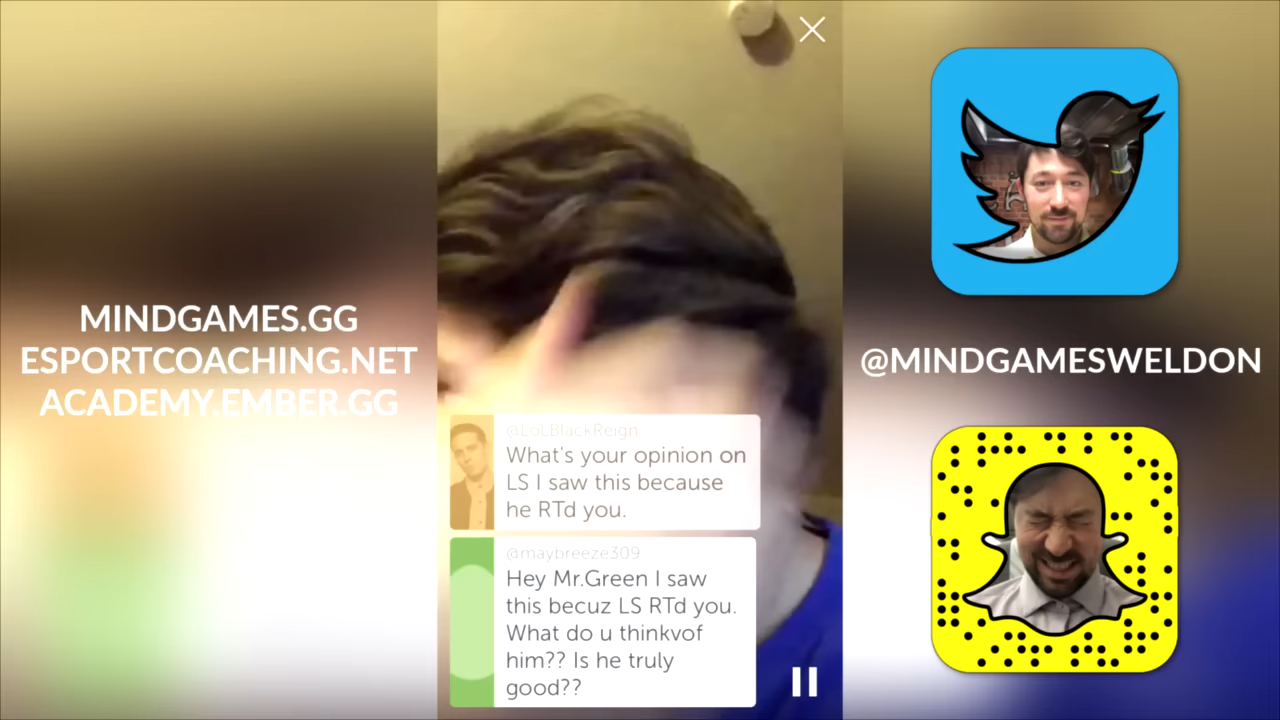 MINDGAMES.GG
ESPORTCOACHING.NET
ACADEMY.EMBER.GG
@LoLBlackReign
What's your opinion on
LS I saw this because
he RTd you.
@maybreeze309
Hey Mr.Green I saw
this becuz LS RTd you.
What do u thinkvof
him?? Is he truly
good??
@MINDGAMESWELDON